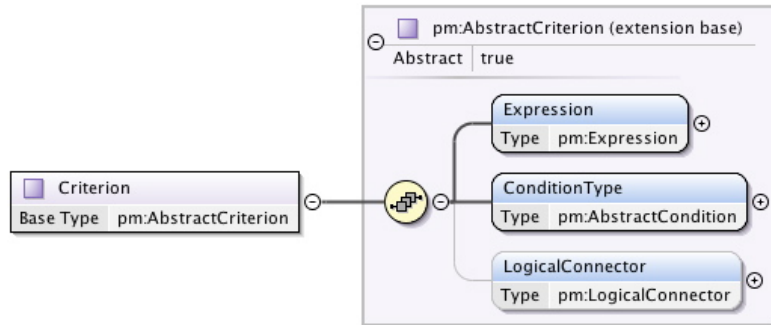 pm:AbstractCriterion (extension base)
Abstract true
Expression
Type pm:Expression
Criterion
Base Type pm:AbstractCriterion
ConditionType
Type pm:AbstractCondition
LogicalConnector
Type pm:LogicalConnector